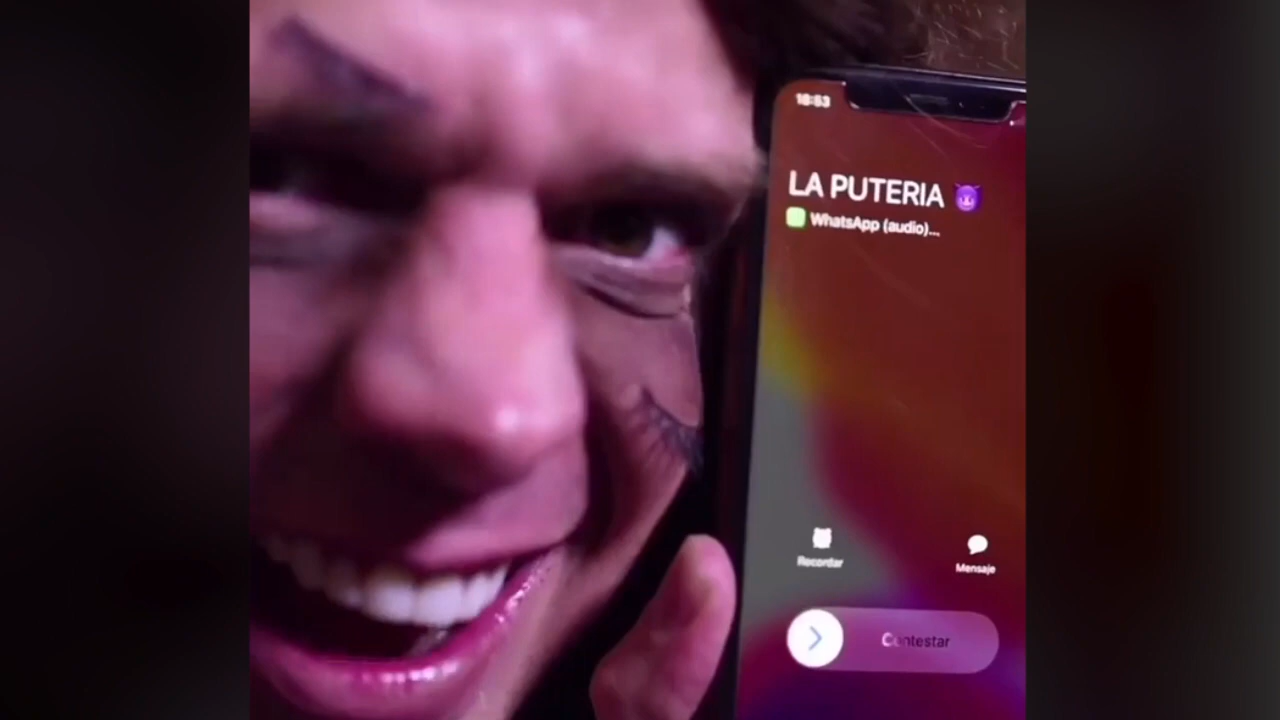 18:53
LA PUTERIA 😈
WhatsApp (audio)...
Recordar
Mensaje
Contestar